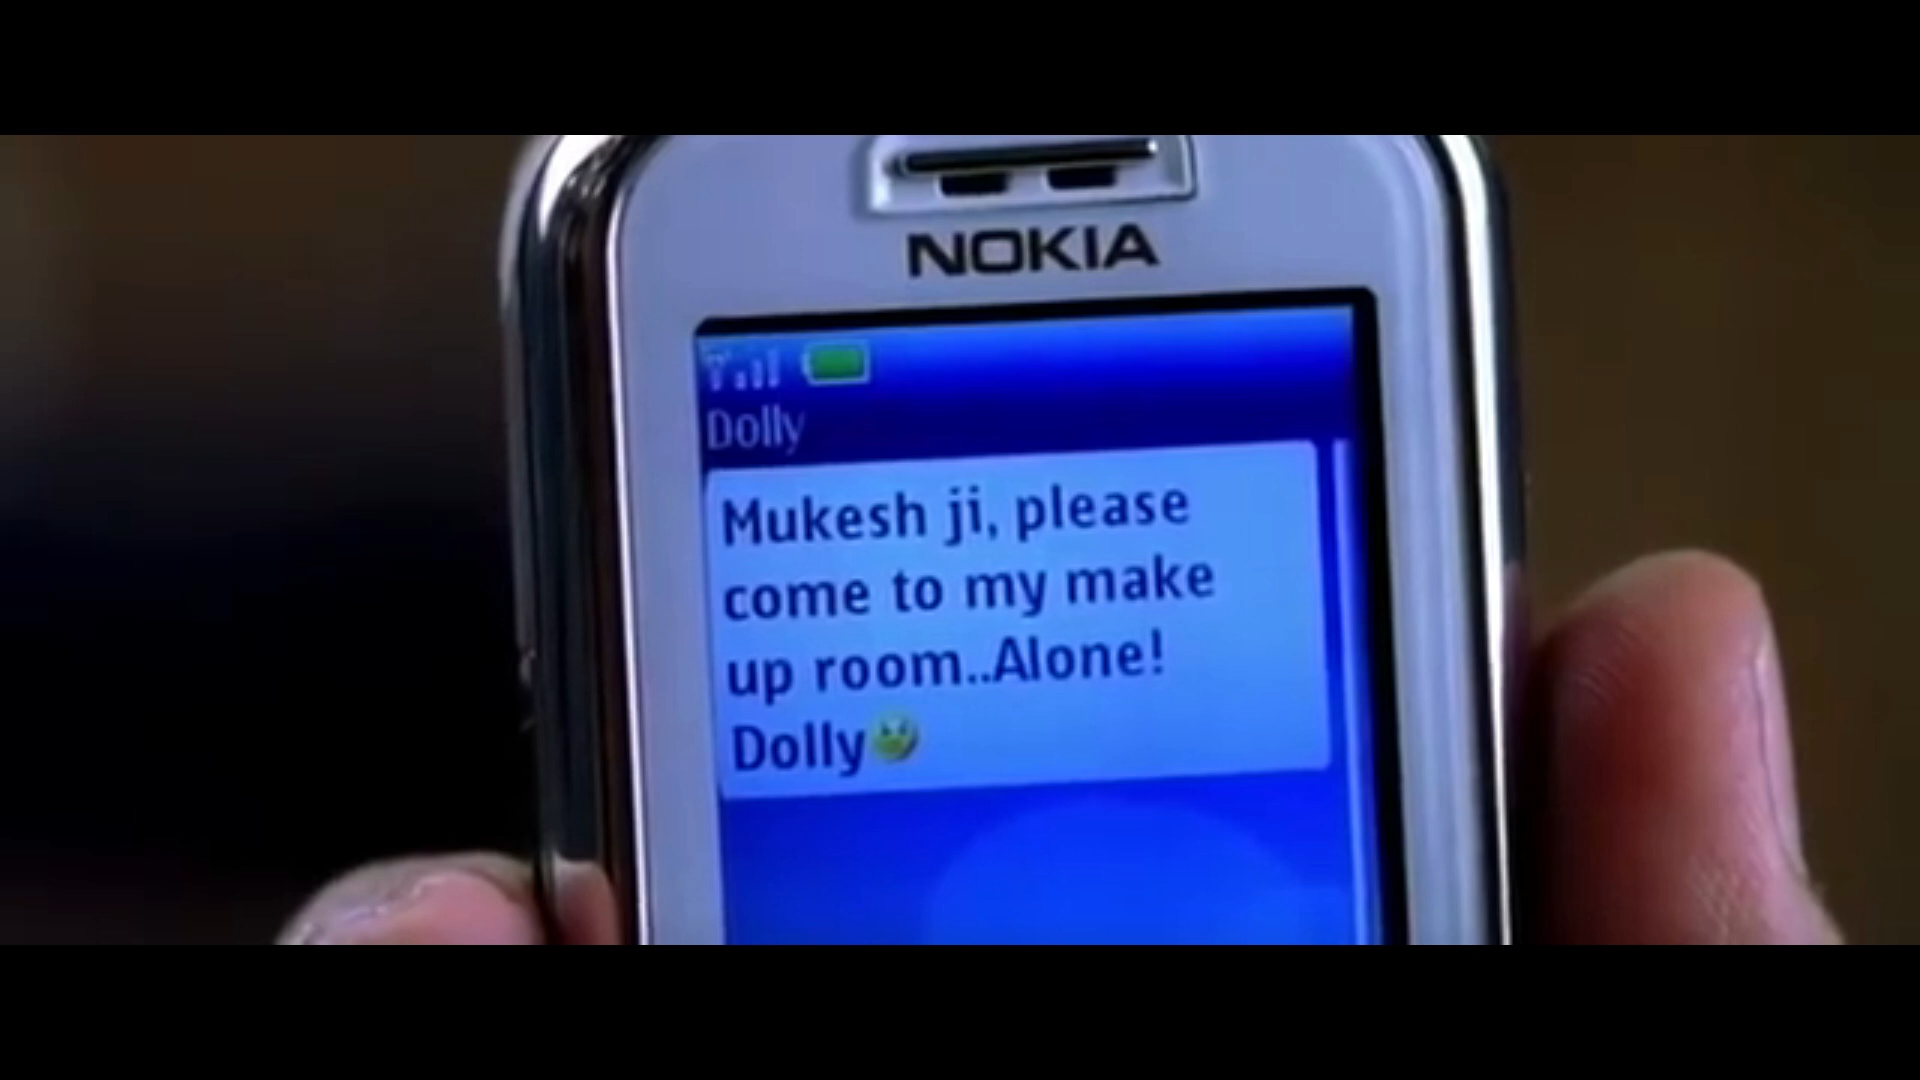 NOKIA
Dolly
Mukesh ji, please
come to my make
up room..Alone!
Dolly